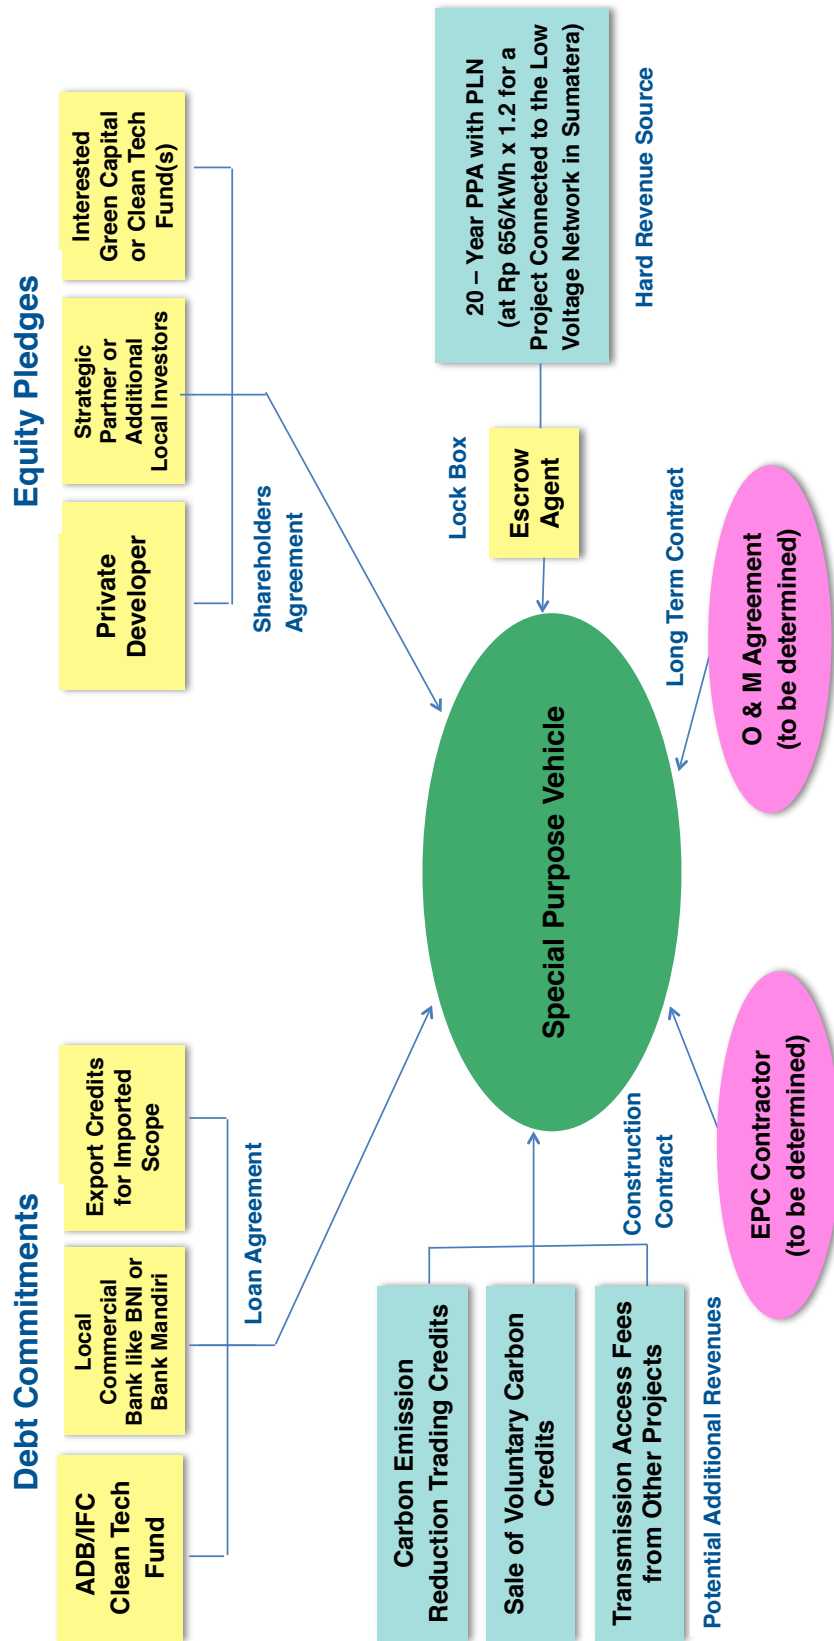 Debt Commitments
Equity Pledges
ADB/IFC
Clean Tech
Fund
Local
Commercial
Bank like BNI or
Bank Mandiri
Export Credits
for Imported
Scope
Private
Developer
Strategic
Partner or
Additional
Local Investors
Interested
Green Capital
or Clean Tech
Fund(s)
Loan Agreement
Shareholders
Agreement
Carbon Emission
Reduction Trading Credits
Sale of Voluntary Carbon
Credits
Transmission Access Fees
from Other Projects
Potential Additional Revenues
Special Purpose Vehicle
Lock Box
Escrow
Agent
20 – Year PPA with PLN
(at Rp 656/kWh x 1.2 for a
Project Connected to the Low
Voltage Network in Sumatera)
Hard Revenue Source
Construction
Contract
Long Term Contract
EPC Contractor
(to be determined)
O & M Agreement
(to be determined)